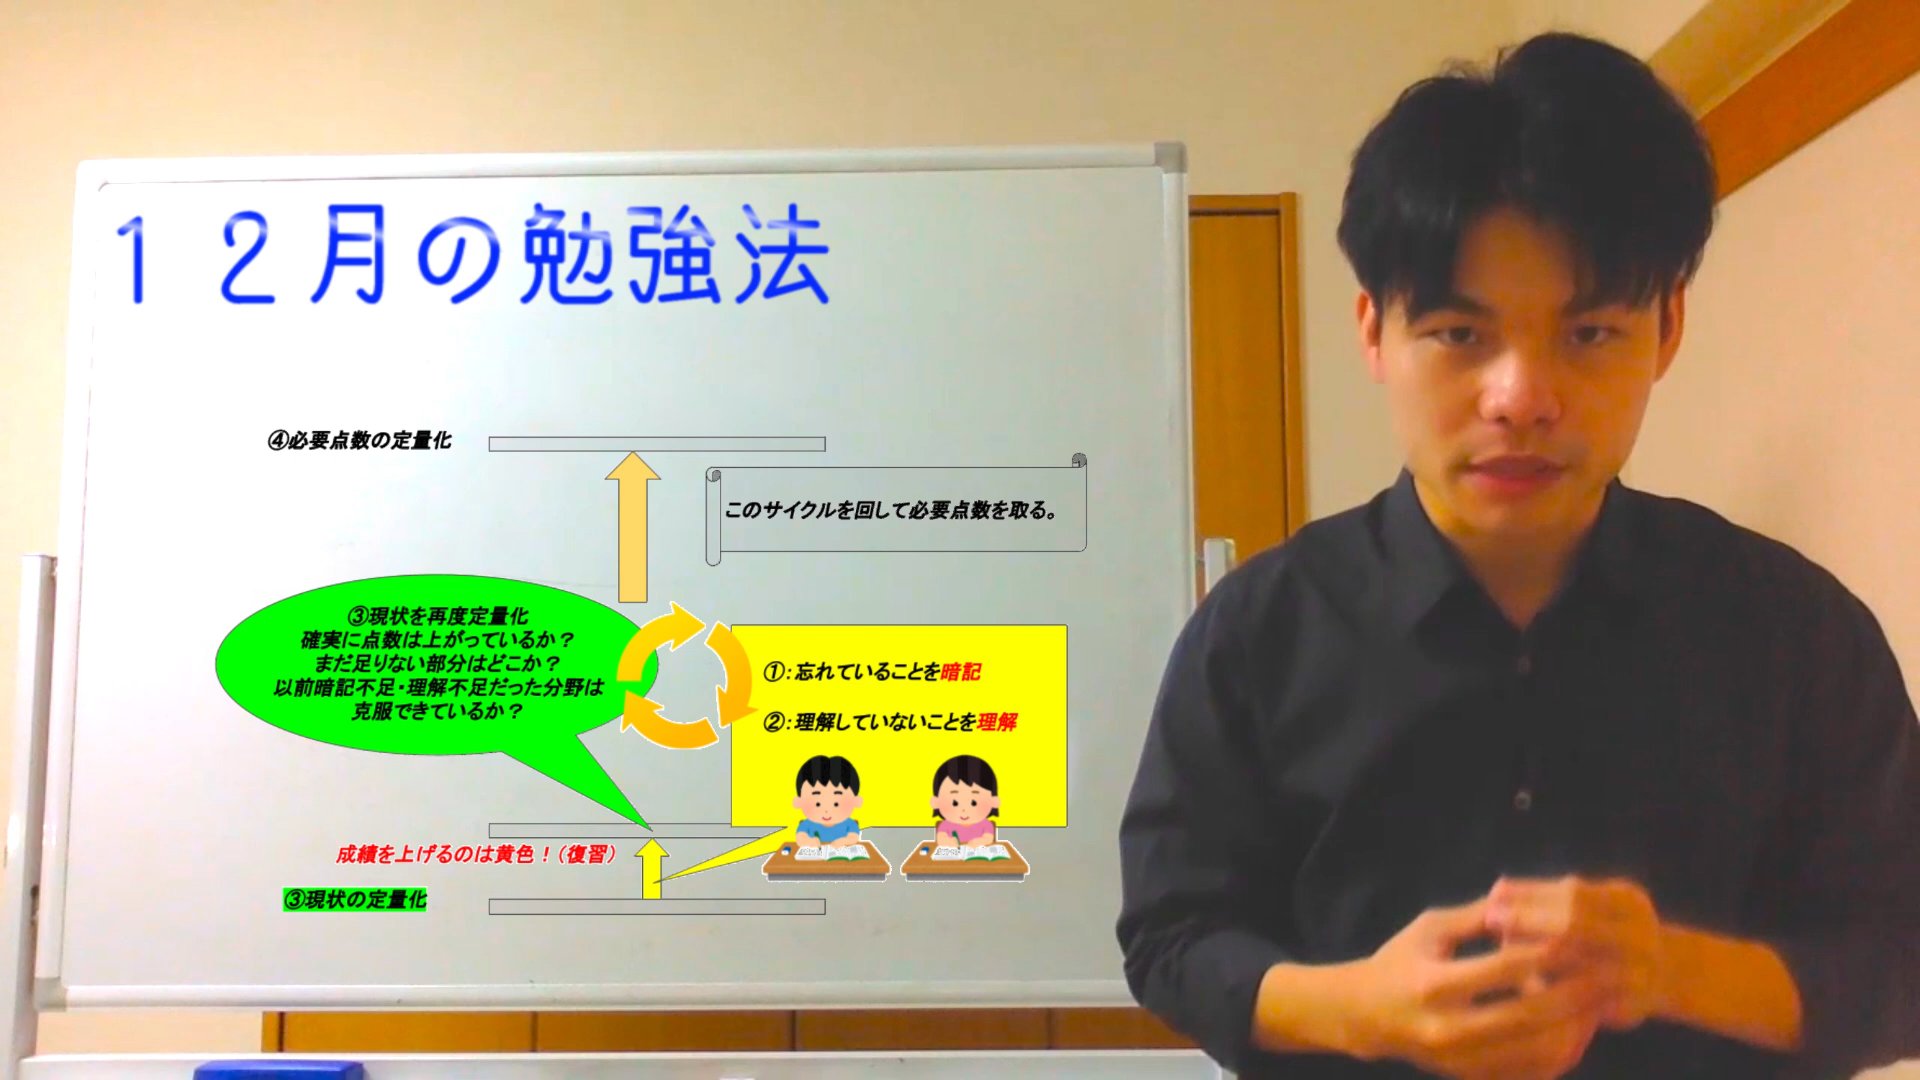 １２月の勉強法
④必要点数の定量化
このサイクルを回して必要点数を取る。
③現状を再度定量化
確実に点数は上がっているか？
まだ足りない部分はどこか？
以前暗記不足・理解不足だった分野は
克服できているか？
①：忘れていることを暗記
②：理解していないことを理解
成績を上げるのは黄色！（復習）
③現状の定量化